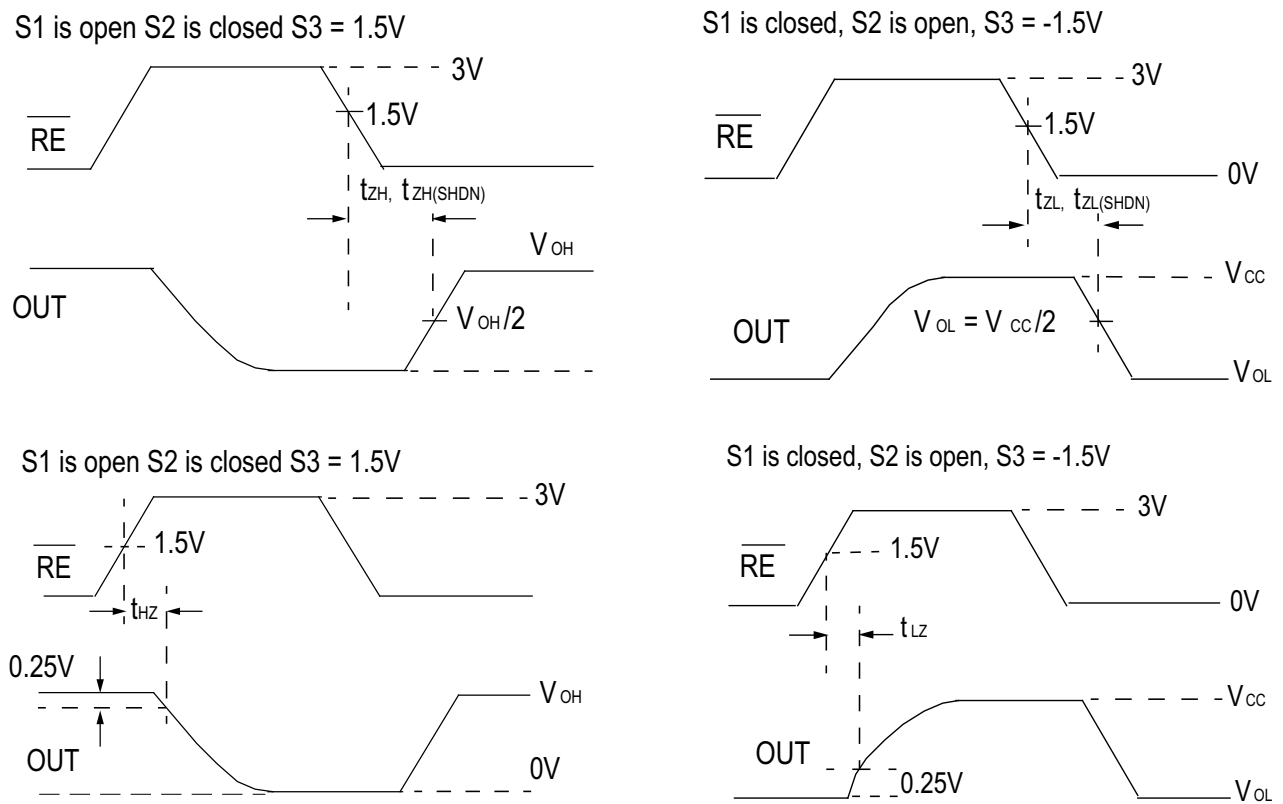 S1 is open S2 is closed S3 = 1.5V
3V
1.5V
RE
tZH, tZH(SHDN)
VOH
OUT
VOH/2
S1 is closed, S2 is open, S3 = -1.5V
3V
1.5V
RE
0V
tZL, tZL(SHDN)
VCC
OUT
VOL = VCC/2
VOL
S1 is open S2 is closed S3 = 1.5V
3V
1.5V
RE
tHZ
0.25V
VOH
OUT
0V
S1 is closed, S2 is open, S3 = -1.5V
3V
1.5V
RE
0V
tLZ
VCC
OUT
0.25V
VOL